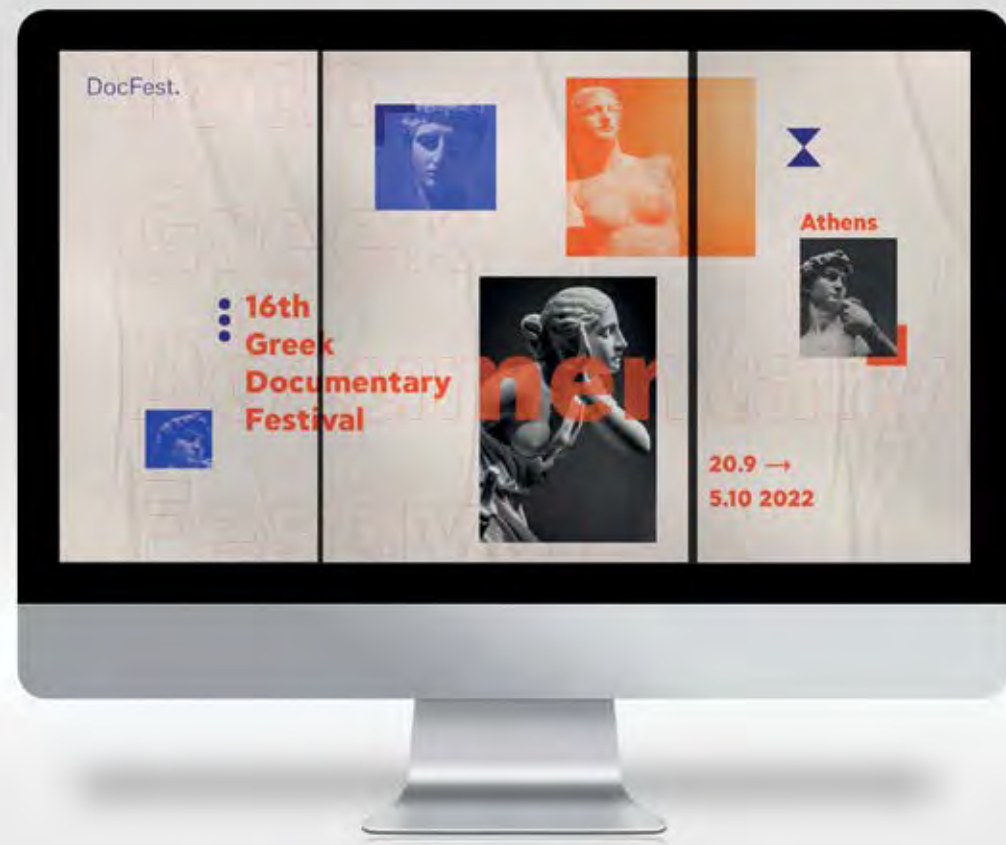 DocFest.
Athens
16th
Greek
Documentary
Festival
20.9 →
5.10 2022